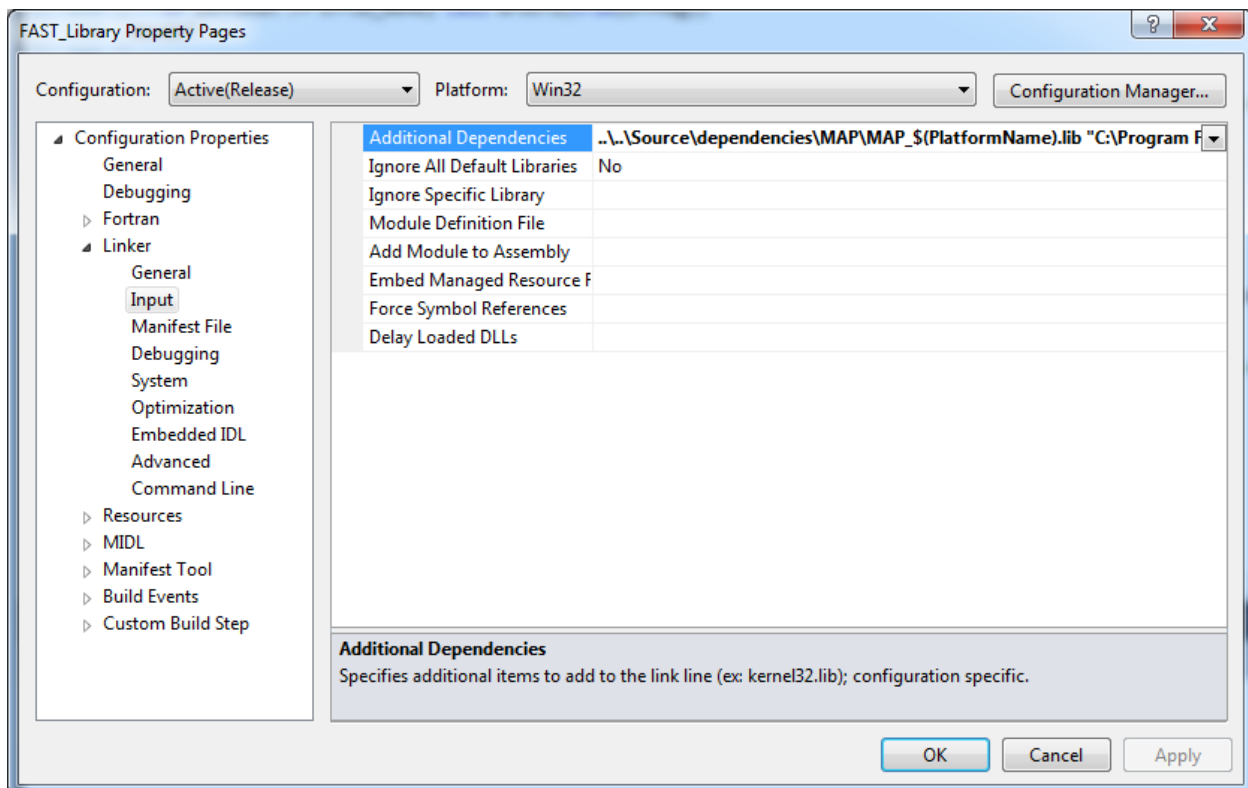 FAST_Library Property Pages
Configuration: Active(Release) Platform: Win32 Configuration Manager...
Configuration Properties
General
Debugging
Fortran
Linker
General
Input
Manifest File
Debugging
System
Optimization
Embedded IDL
Advanced
Command Line
Resources
MIDL
Manifest Tool
Build Events
Custom Build Step
Additional Dependencies ..\..\Source\dependencies\MAP\MAP_$(PlatformName).lib "C:\Program F
Ignore All Default Libraries No
Ignore Specific Library
Module Definition File
Add Module to Assembly
Embed Managed Resource F
Force Symbol References
Delay Loaded DLLs
Additional Dependencies
Specifies additional items to add to the link line (ex: kernel32.lib); configuration specific.
OK Cancel Apply